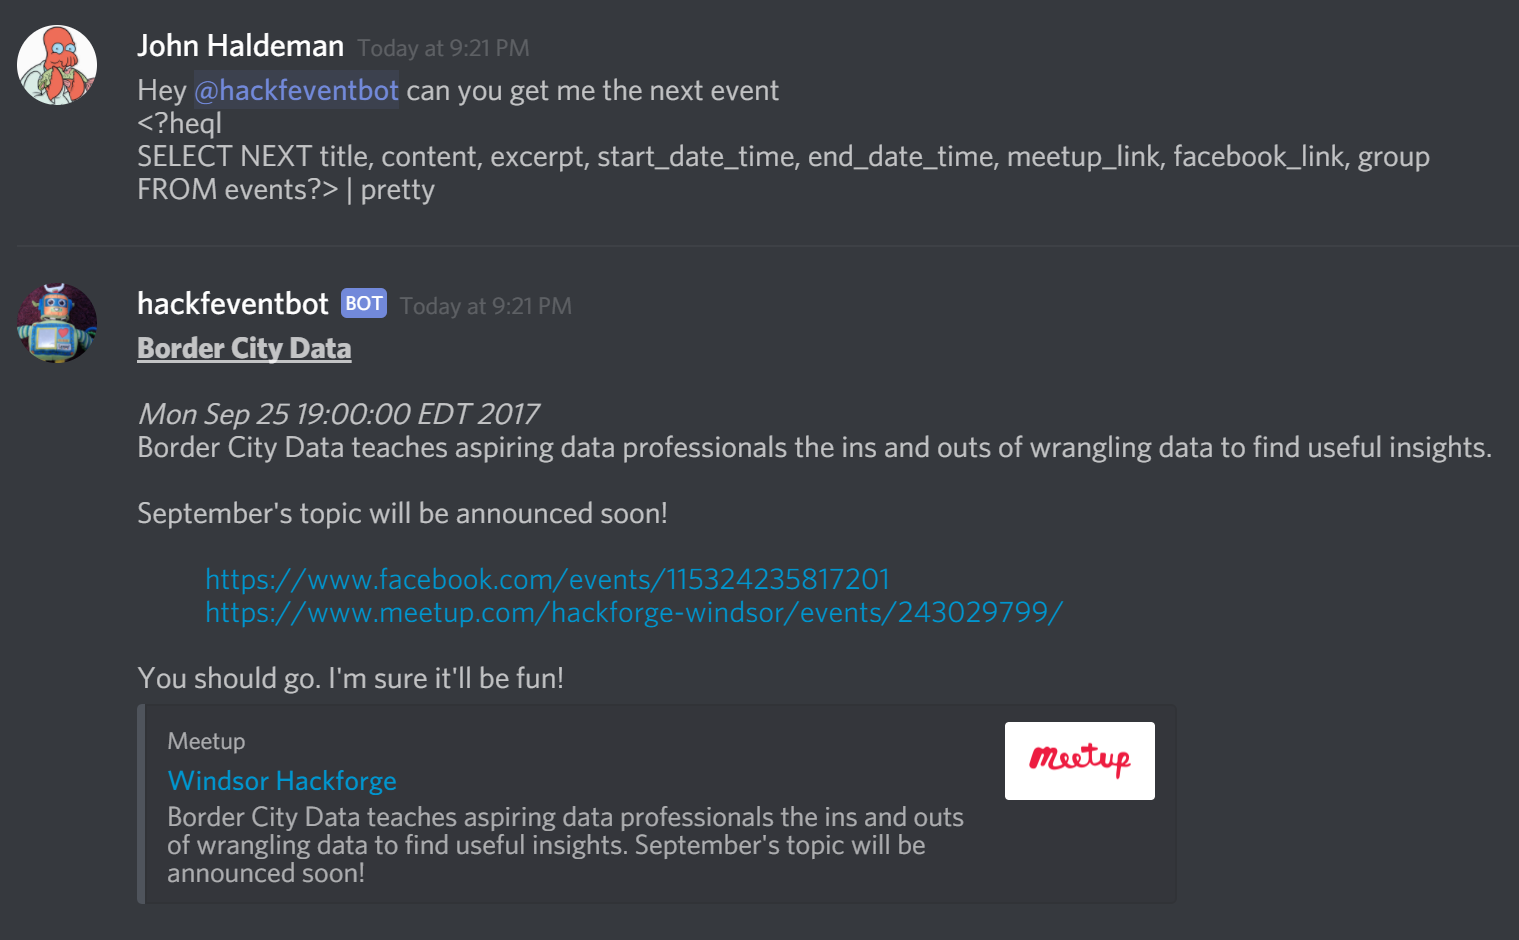 John Haldeman Today at 9:21 PM
Hey @hackfeventbot can you get me the next event
<?heql
SELECT NEXT title, content, excerpt, start_date_time, end_date_time, meetup_link, facebook_link, group
FROM events?> | pretty
hackfeventbot BOT Today at 9:21 PM
Border City Data
Mon Sep 25 19:00:00 EDT 2017
Border City Data teaches aspiring data professionals the ins and outs of wrangling data to find useful insights.
September's topic will be announced soon!
https://www.facebook.com/events/115324235817201
https://www.meetup.com/hackforge-windsor/events/243029799/
You should go. I'm sure it'll be fun!
Meetup
Meetup
Windsor Hackforge
Border City Data teaches aspiring data professionals the ins and outs
of wrangling data to find useful insights. September's topic will be
announced soon!